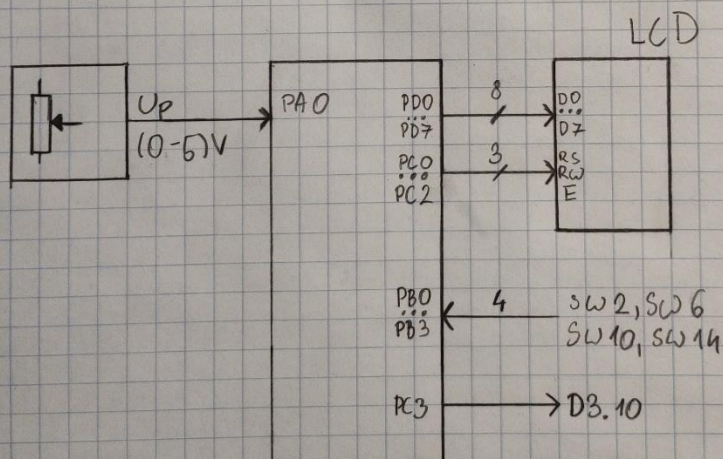 LCD
Up
(0-5)V
PA0
PD0
...
PD7
8
D0
...
D7
PC0
...
PC2
3
RS
RW
E
PB0
...
PB3
4
SW2, SW6
SW10, SW14
PC3
D3.10